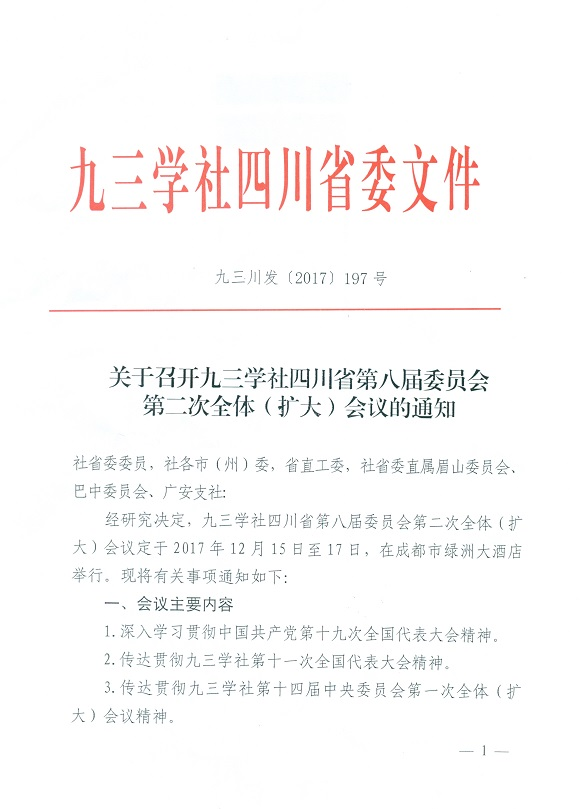 九三学社四川省委文件
九三川发〔2017〕197号
关于召开九三学社四川省第八届委员会
第二次全体（扩大）会议的通知
社省委委员，社各市（州）委，省直工委，社省委直属眉山委员会、
巴中委员会、广安支社:
经研究决定，九三学社四川省第八届委员会第二次全体（扩
大）会议定于2017年12月15日至17日，在成都市绿洲大酒店
举行。现将有关事项通知如下:
一、会议主要内容
1.深入学习贯彻中国共产党第十九次全国代表大会精神。
2.传达贯彻九三学社第十一次全国代表大会精神。
3.传达贯彻九三学社第十四届中央委员会第一次全体（扩
大）会议精神。
— 1 —